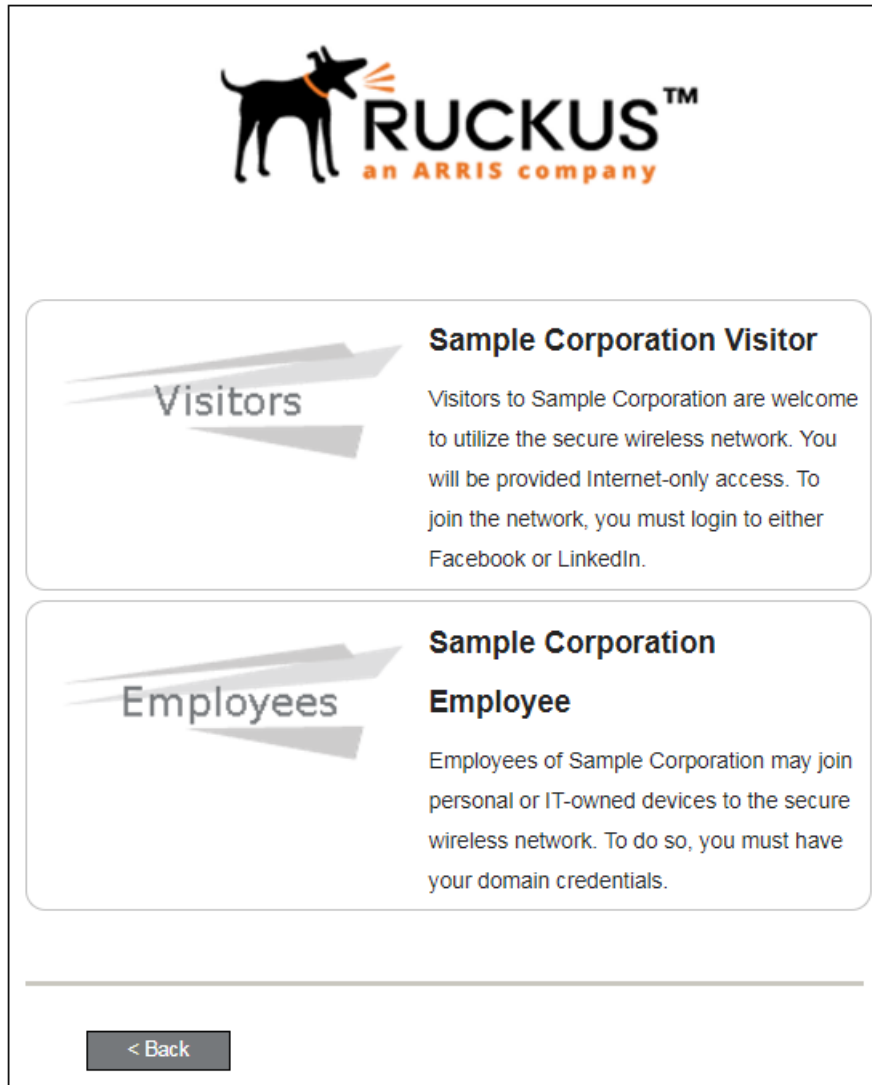 RUCKUS™
an ARRIS company
Visitors
Sample Corporation Visitor
Visitors to Sample Corporation are welcome
to utilize the secure wireless network. You
will be provided Internet-only access. To
join the network, you must login to either
Facebook or LinkedIn.
Employees
Sample Corporation
Employee
Employees of Sample Corporation may join
personal or IT-owned devices to the secure
wireless network. To do so, you must have
your domain credentials.
< Back